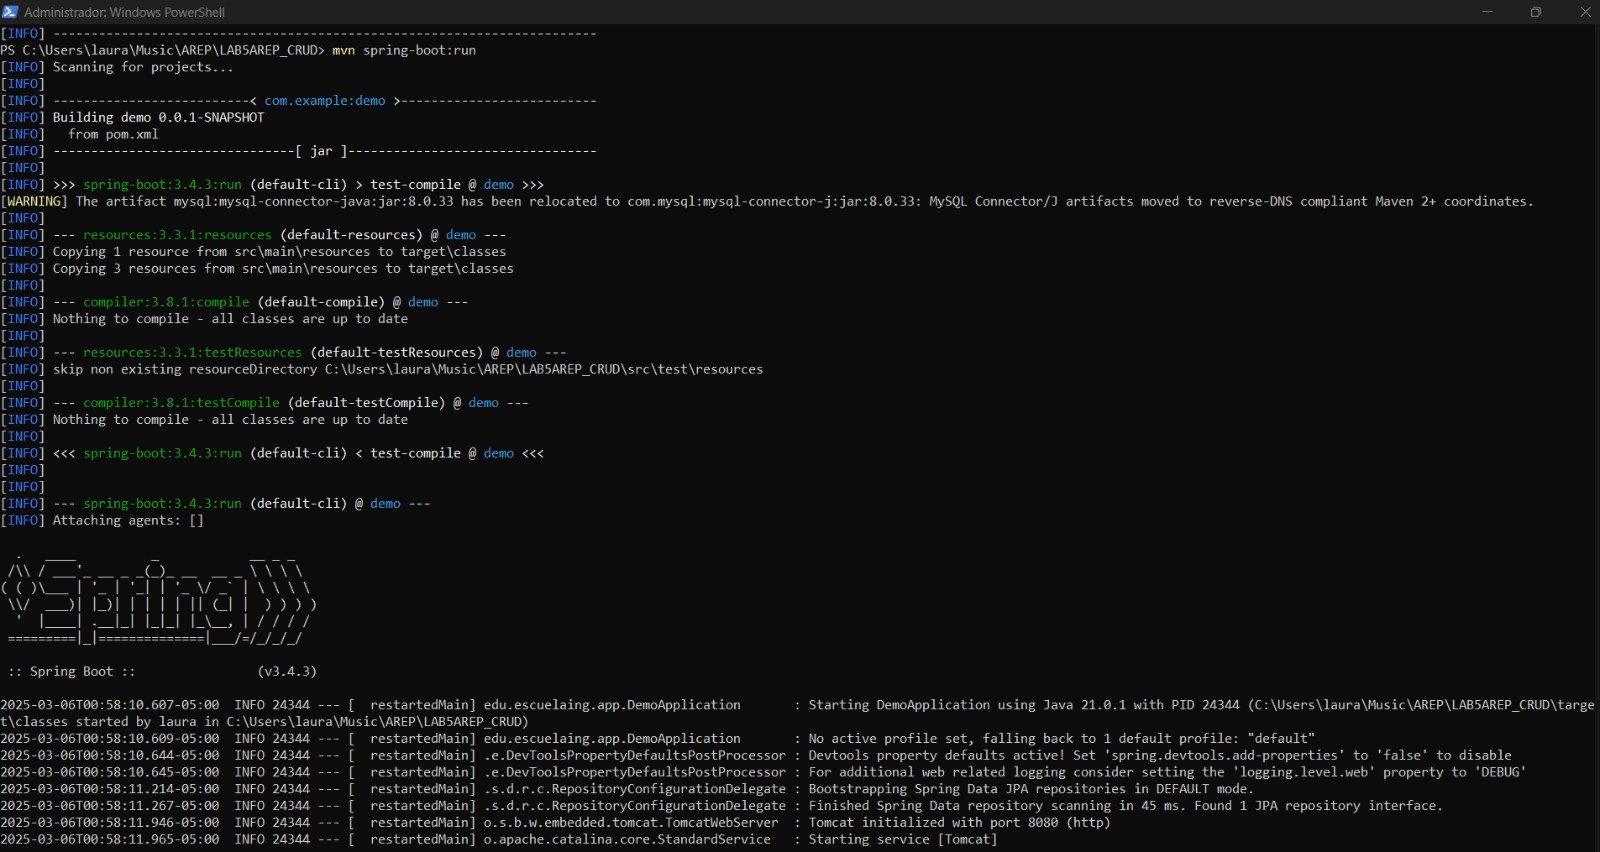 Administrador: Windows PowerShell
[INFO] ------------------------------------------------------------------------
PS C:\Users\laura\Music\AREP\LAB5AREP_CRUD> mvn spring-boot:run
[INFO] Scanning for projects...
[INFO]
[INFO] --------------------------< com.example:demo >--------------------------
[INFO] Building demo 0.0.1-SNAPSHOT
[INFO]   from pom.xml
[INFO] --------------------------------[ jar ]---------------------------------
[INFO]
[INFO] >>> spring-boot:3.4.3:run (default-cli) > test-compile @ demo >>>
[WARNING] The artifact mysql:mysql-connector-java:jar:8.0.33 has been relocated to com.mysql:mysql-connector-j:jar:8.0.33: MySQL Connector/J artifacts moved to reverse-DNS compliant Maven 2+ coordinates.
[INFO]
[INFO] --- resources:3.3.1:resources (default-resources) @ demo ---
[INFO] Copying 1 resource from src\main\resources to target\classes
[INFO] Copying 3 resources from src\main\resources to target\classes
[INFO]
[INFO] --- compiler:3.8.1:compile (default-compile) @ demo ---
[INFO] Nothing to compile - all classes are up to date
[INFO]
[INFO] --- resources:3.3.1:testResources (default-testResources) @ demo ---
[INFO] skip non existing resourceDirectory C:\Users\laura\Music\AREP\LAB5AREP_CRUD\src\test\resources
[INFO]
[INFO] --- compiler:3.8.1:testCompile (default-testCompile) @ demo ---
[INFO] Nothing to compile - all classes are up to date
[INFO]
[INFO] <<< spring-boot:3.4.3:run (default-cli) < test-compile @ demo <<<
[INFO]
[INFO]
[INFO] --- spring-boot:3.4.3:run (default-cli) @ demo ---
[INFO] Attaching agents: []
Spring
:: Spring Boot ::                (v3.4.3)
2025-03-06T00:58:10.607-05:00  INFO 24344 --- [  restartedMain] edu.escuelaing.app.DemoApplication       : Starting DemoApplication using Java 21.0.1 with PID 24344 (C:\Users\laura\Music\AREP\LAB5AREP_CRUD\targe
t\classes started by laura in C:\Users\laura\Music\AREP\LAB5AREP_CRUD)
2025-03-06T00:58:10.609-05:00  INFO 24344 --- [  restartedMain] edu.escuelaing.app.DemoApplication       : No active profile set, falling back to 1 default profile: "default"
2025-03-06T00:58:10.644-05:00  INFO 24344 --- [  restartedMain] .e.DevToolsPropertyDefaultsPostProcessor : Devtools property defaults active! Set 'spring.devtools.add-properties' to 'false' to disable
2025-03-06T00:58:10.645-05:00  INFO 24344 --- [  restartedMain] .e.DevToolsPropertyDefaultsPostProcessor : For additional web related logging consider setting the 'logging.level.web' property to 'DEBUG'
2025-03-06T00:58:11.214-05:00  INFO 24344 --- [  restartedMain] .s.d.r.c.RepositoryConfigurationDelegate : Bootstrapping Spring Data JPA repositories in DEFAULT mode.
2025-03-06T00:58:11.267-05:00  INFO 24344 --- [  restartedMain] .s.d.r.c.RepositoryConfigurationDelegate : Finished Spring Data repository scanning in 45 ms. Found 1 JPA repository interface.
2025-03-06T00:58:11.946-05:00  INFO 24344 --- [  restartedMain] o.s.b.w.embedded.tomcat.TomcatWebServer  : Tomcat initialized with port 8080 (http)
2025-03-06T00:58:11.965-05:00  INFO 24344 --- [  restartedMain] o.apache.catalina.core.StandardService   : Starting service [Tomcat]